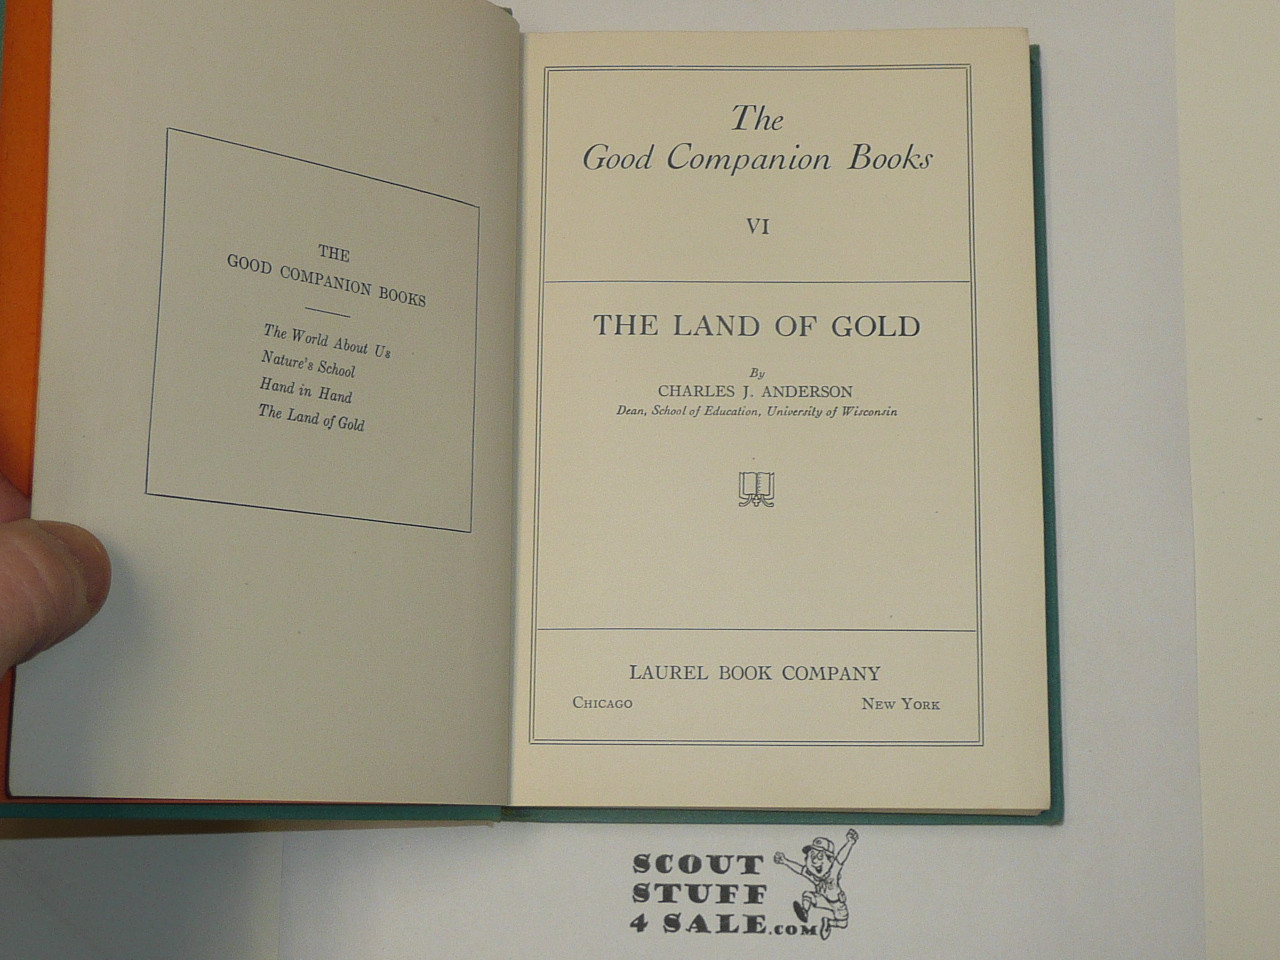 THE
GOOD COMPANION BOOKS
The World About Us
Nature's School
Hand in Hand
The Land of Gold
The
Good Companion Books
VI
THE LAND OF GOLD
By
CHARLES J. ANDERSON
Dean, School of Education, University of Wisconsin
LAUREL BOOK COMPANY
CHICAGO NEW YORK
SCOUT
STUFF
4 SALE.COM